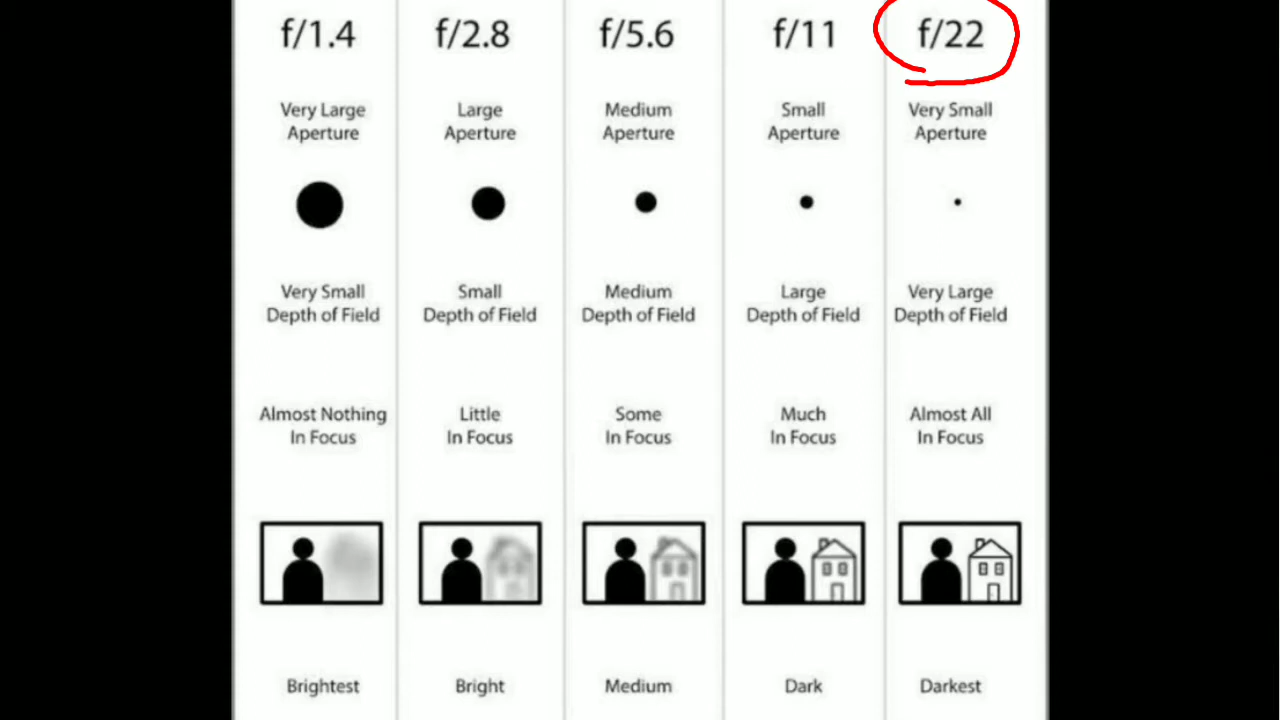 f/1.4 f/2.8 f/5.6 f/11 f/22
Very Large Large Medium Small Very Small
Aperture Aperture Aperture Aperture Aperture
Very Small Small Medium Large Very Large
Depth of Field Depth of Field Depth of Field Depth of Field Depth of Field
Almost Nothing Little Some Much Almost All
In Focus In Focus In Focus In Focus In Focus
Brightest Bright Medium Dark Darkest